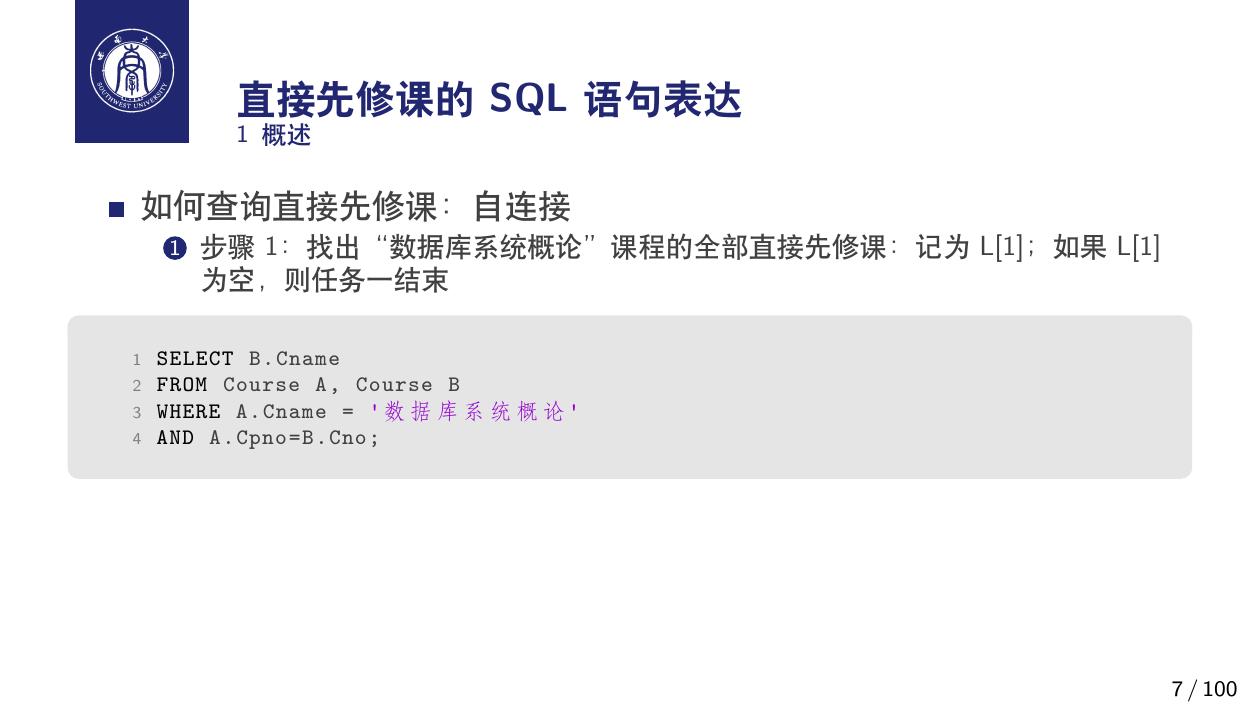 西南大学
SOUTHWEST UNIVERSITY
直接先修课的 SQL 语句表达
1 概述
如何查询直接先修课：自连接
1 步骤 1：找出“数据库系统概论”课程的全部直接先修课：记为 L[1]；如果 L[1]
为空，则任务一结束
1 SELECT B.Cname
2 FROM Course A, Course B
3 WHERE A.Cname = '数据库系统概论'
4 AND A.Cpno=B.Cno;
7 / 100